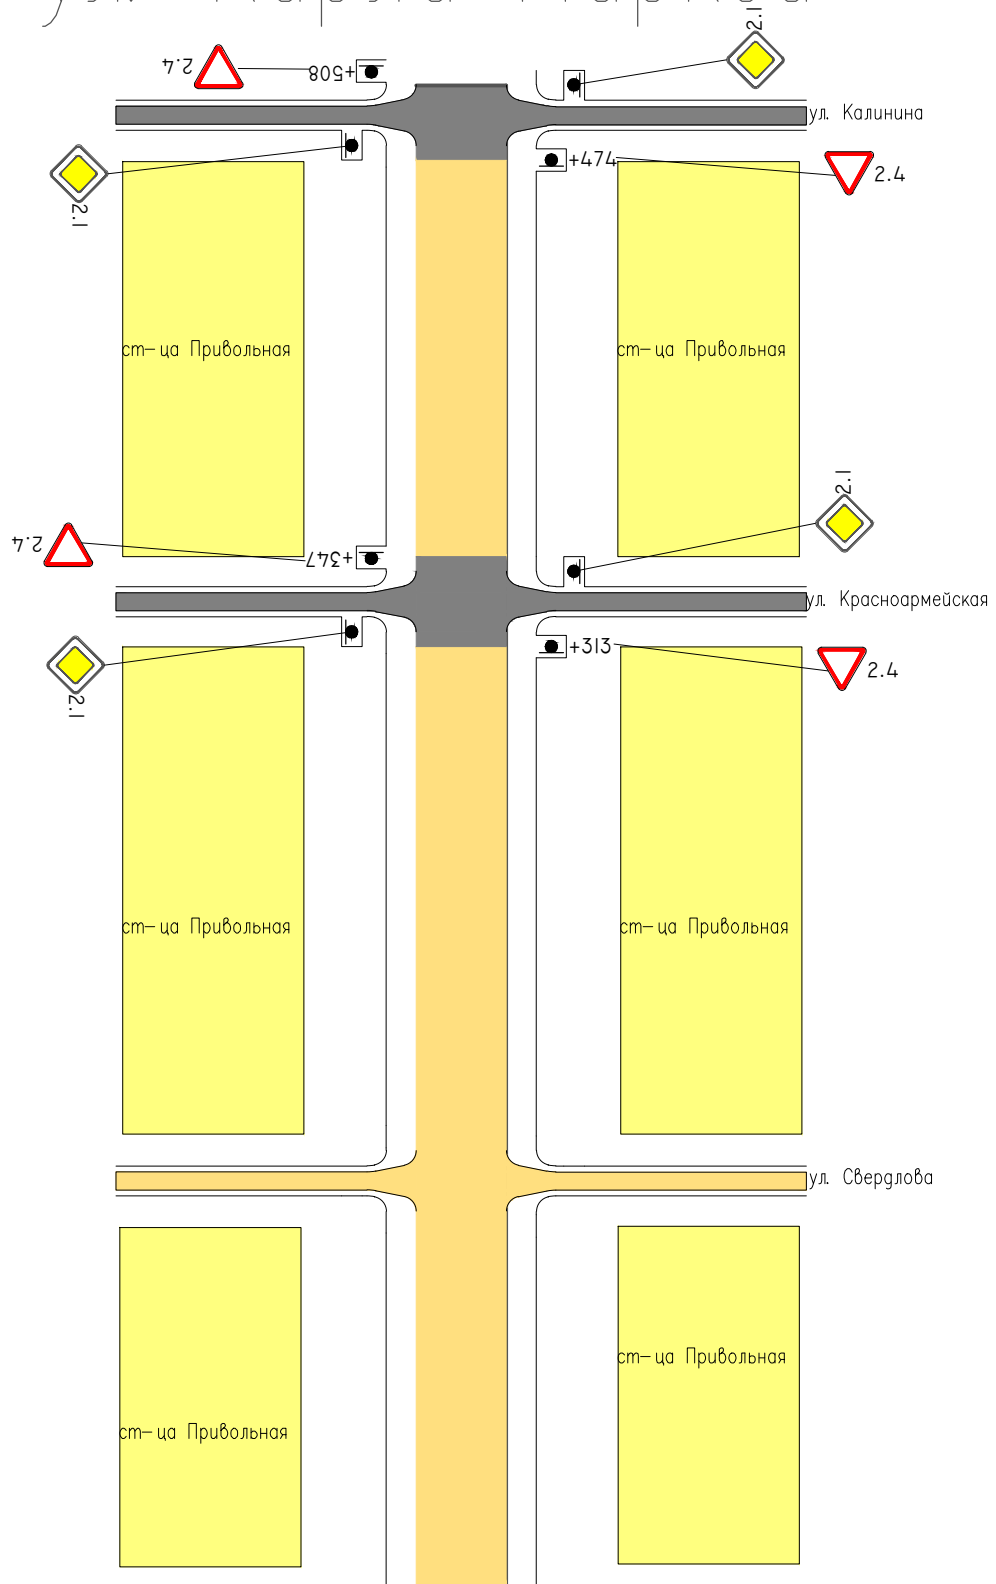 2.1
2.4
+508
ул. Калинина
+474
2.4
2.1
ст-ца Привольная
ст-ца Привольная
2.1
2.4
+347
ул. Красноармейская
+313
2.4
2.1
ст-ца Привольная
ст-ца Привольная
ул. Свердлова
ст-ца Привольная
ст-ца Привольная